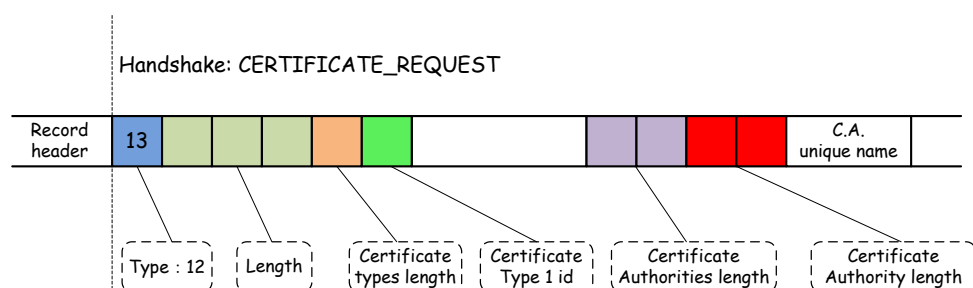 Handshake: CERTIFICATE_REQUEST
Record
header
13
C.A.
unique name
Type : 12
Length
Certificate
types length
Certificate
Type 1 id
Certificate
Authorities length
Certificate
Authority length